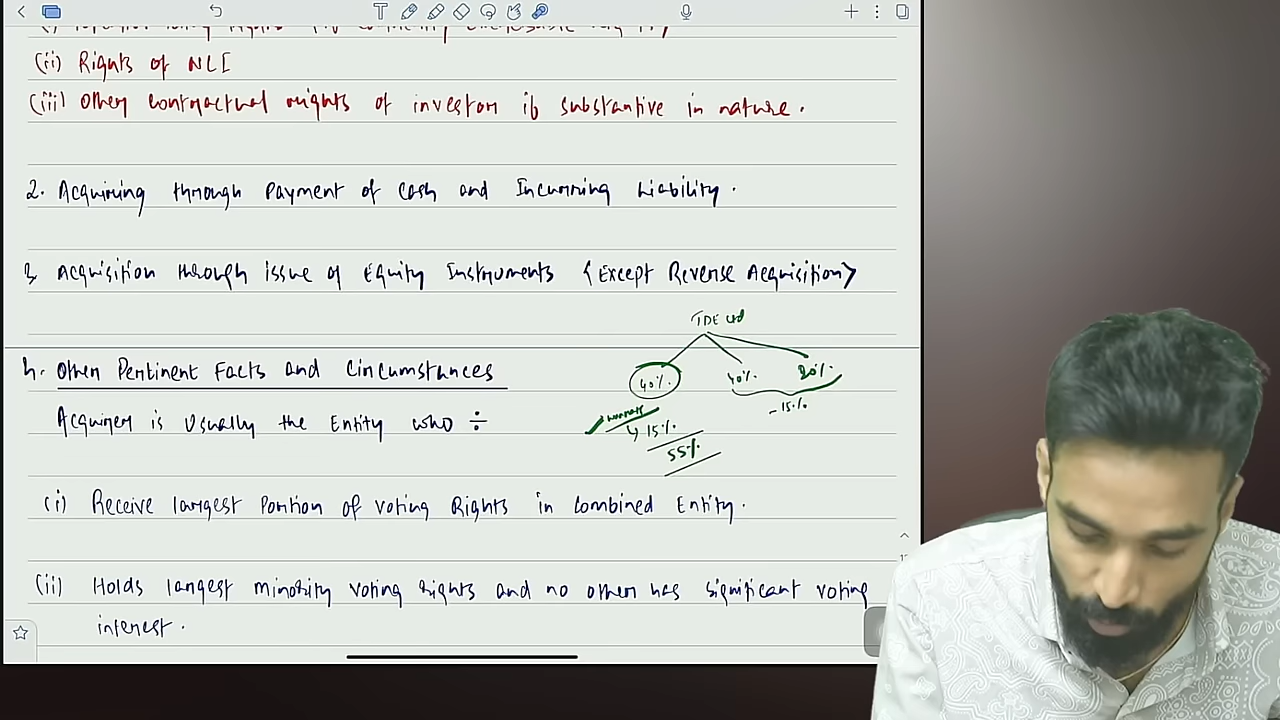 (ii) Rights of NCI
(iii) Other contractual rights of investor if substantive in nature.
2. Acquiring through Payment of Cash and Incurring Liability.
3. Acquisition through issue of Equity Instruments {Except Reverse Acquisition}
TDE Ltd
40% 40% 20%
- 15%
warrants
↳ 15%
55%
4. Other Pertinent Facts and Circumstances
Acquirer is Usually the Entity who ÷
(i) Receive largest Portion of Voting Rights in Combined Entity.
(ii) Holds largest minority voting rights and no other has significant voting
interest.